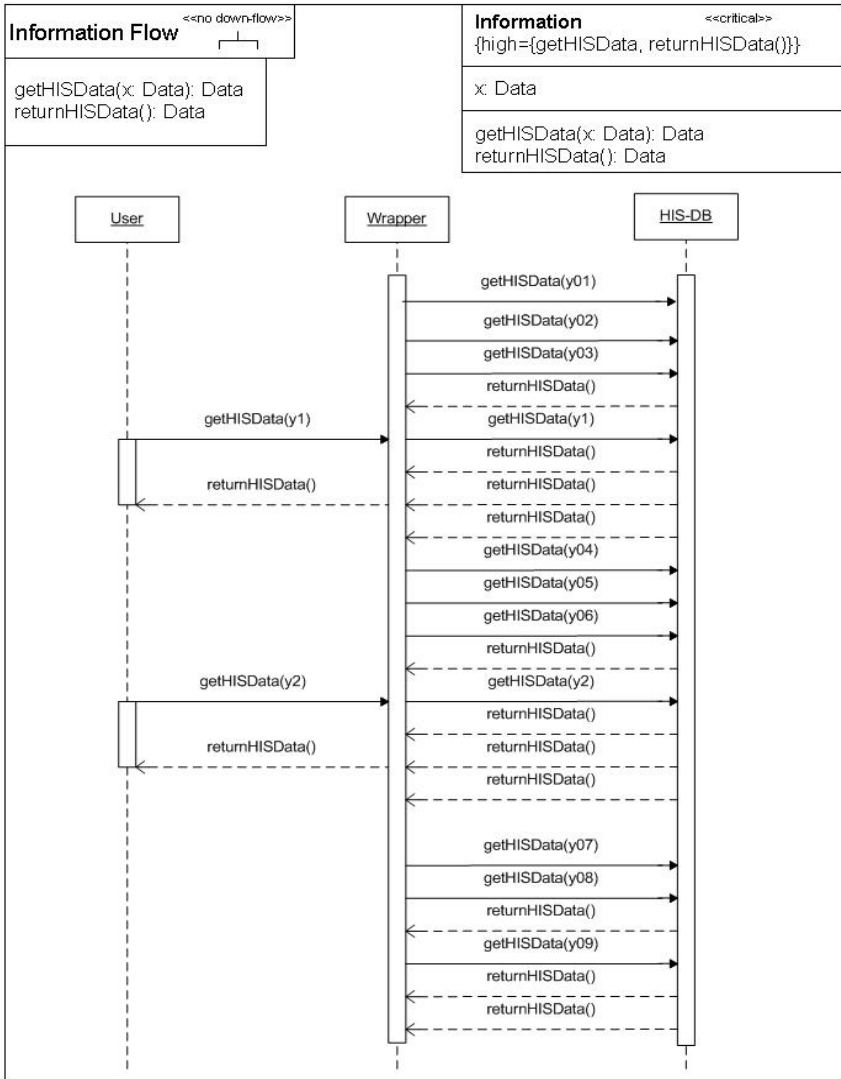 Information Flow <<no down-flow>>
getHISData(x: Data): Data
returnHISData(): Data
Information <<critical>>
{high={getHISData, returnHISData()}}
x: Data
getHISData(x: Data): Data
returnHISData(): Data
User
Wrapper
HIS-DB
getHISData(y01)
getHISData(y02)
getHISData(y03)
returnHISData()
getHISData(y1)
getHISData(y1)
returnHISData()
returnHISData()
returnHISData()
returnHISData()
getHISData(y04)
getHISData(y05)
getHISData(y06)
returnHISData()
getHISData(y2)
getHISData(y2)
returnHISData()
returnHISData()
returnHISData()
returnHISData()
getHISData(y07)
getHISData(y08)
returnHISData()
getHISData(y09)
returnHISData()
returnHISData()